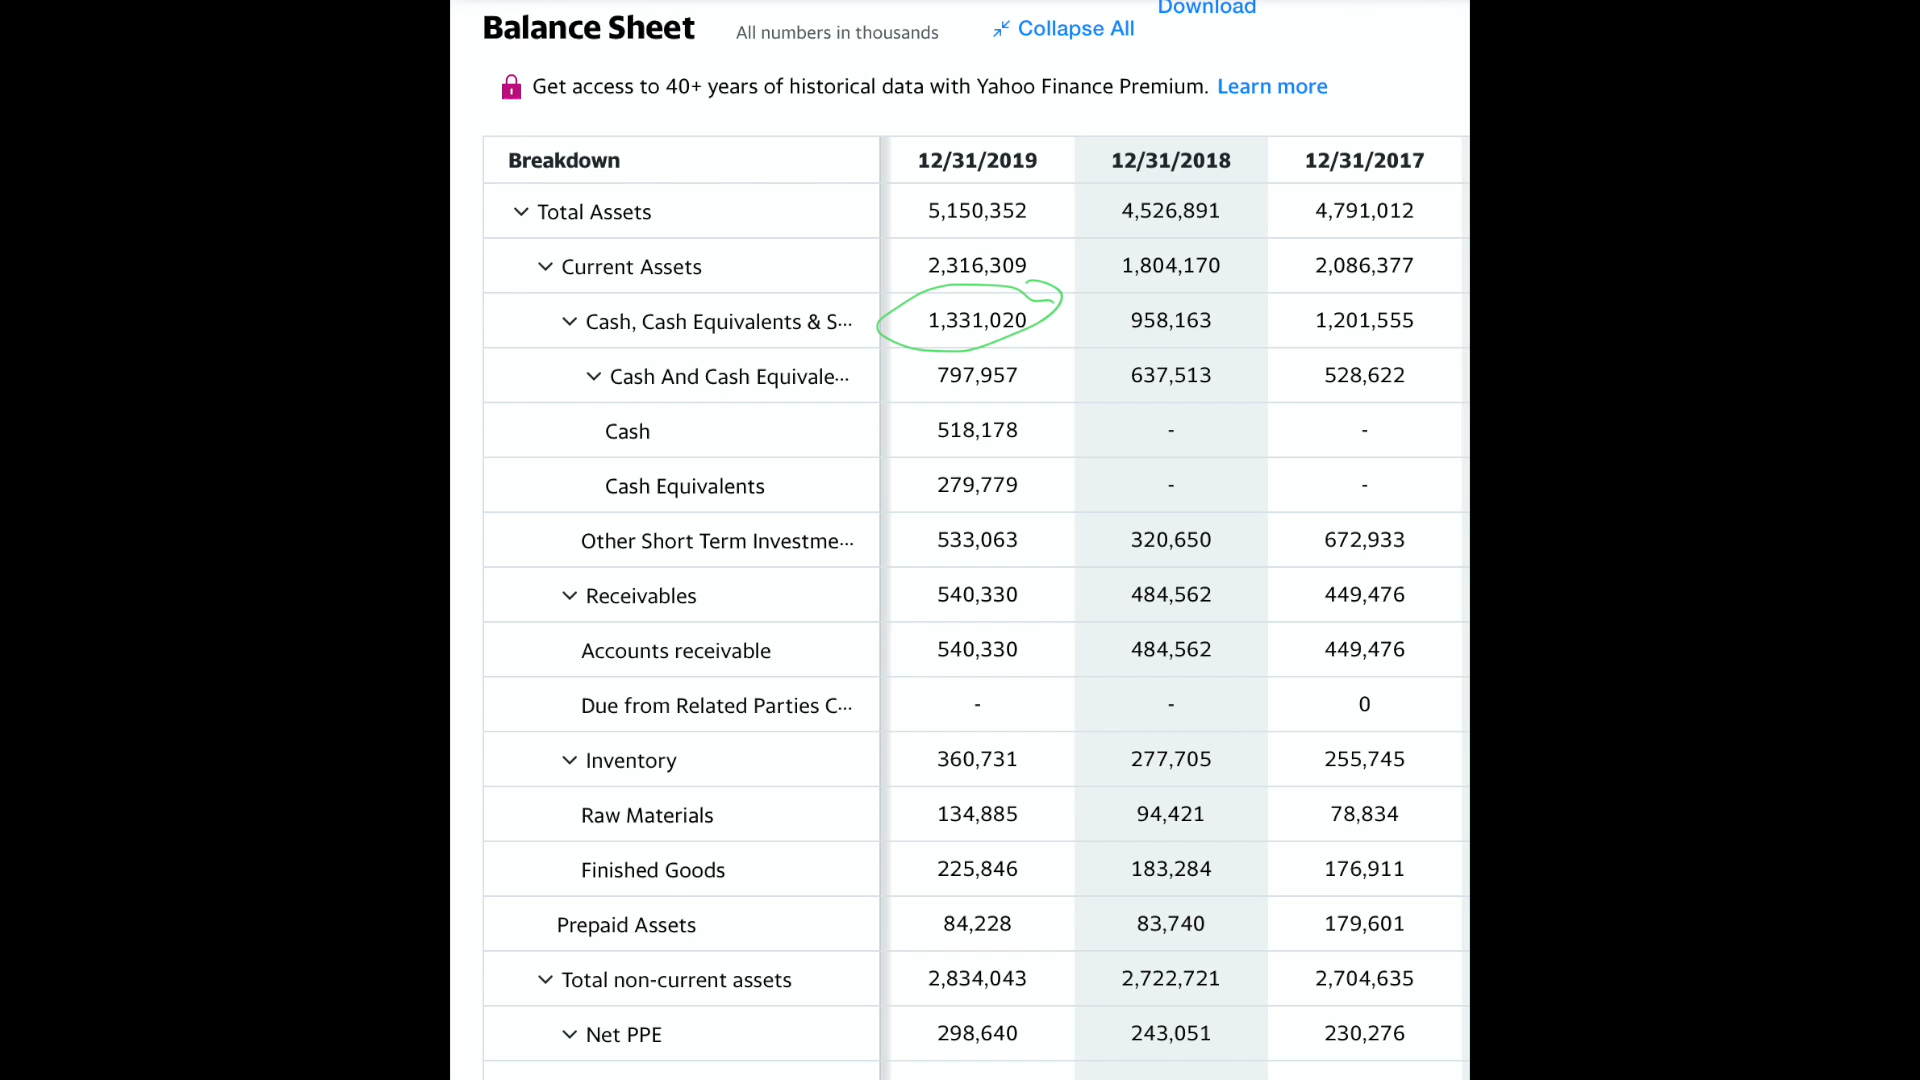 Download
Balance Sheet All numbers in thousands Collapse All
Get access to 40+ years of historical data with Yahoo Finance Premium. Learn more
Breakdown 12/31/2019 12/31/2018 12/31/2017
Total Assets 5,150,352 4,526,891 4,791,012
Current Assets 2,316,309 1,804,170 2,086,377
Cash, Cash Equivalents & S... 1,331,020 958,163 1,201,555
Cash And Cash Equivale... 797,957 637,513 528,622
Cash 518,178 - -
Cash Equivalents 279,779 - -
Other Short Term Investme... 533,063 320,650 672,933
Receivables 540,330 484,562 449,476
Accounts receivable 540,330 484,562 449,476
Due from Related Parties C... - - 0
Inventory 360,731 277,705 255,745
Raw Materials 134,885 94,421 78,834
Finished Goods 225,846 183,284 176,911
Prepaid Assets 84,228 83,740 179,601
Total non-current assets 2,834,043 2,722,721 2,704,635
Net PPE 298,640 243,051 230,276